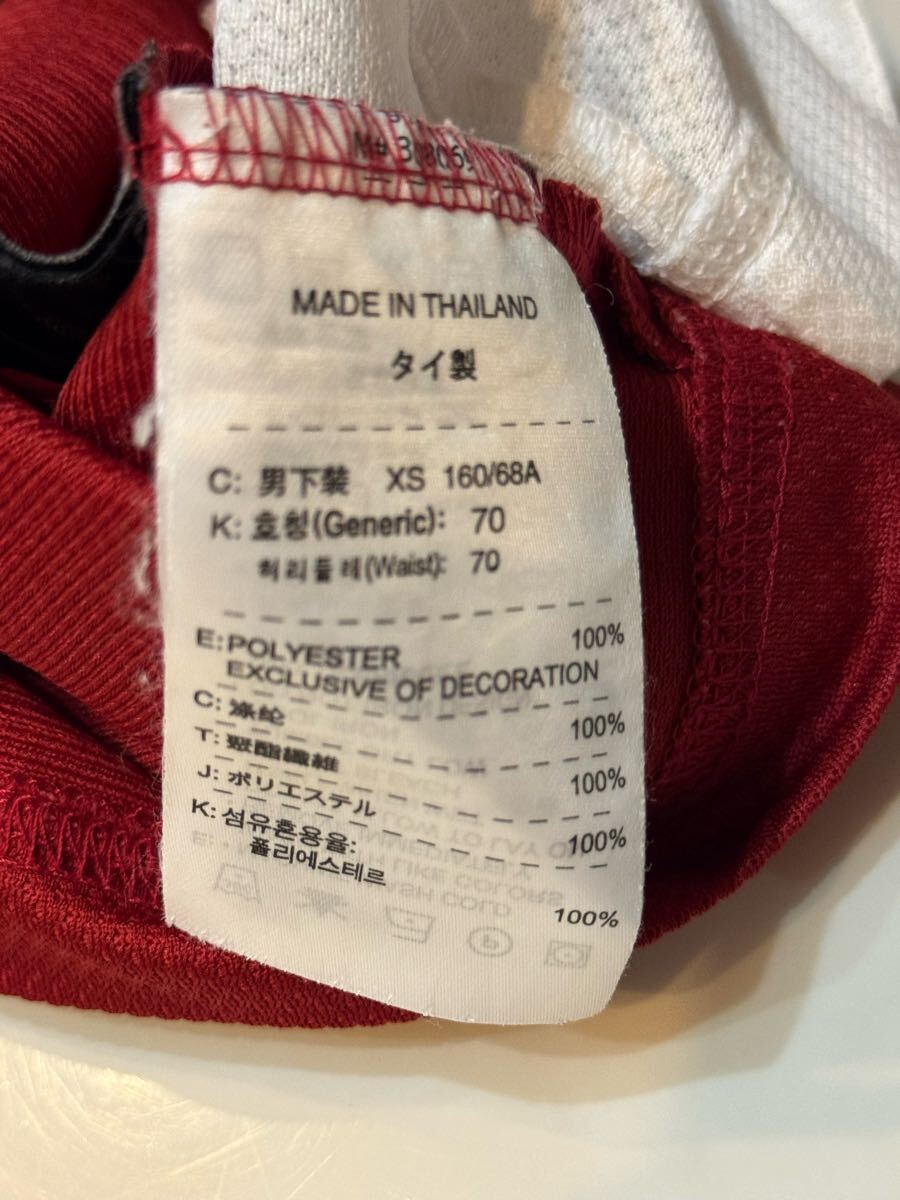 MADE IN THAILAND
タイ製
C: 男下裝 XS 160/68A
K: 호칭(Generic): 70
허리둘레(Waist): 70
E: POLYESTER 100%
EXCLUSIVE OF DECORATION
C: 涤纶 100%
T: 聚酯纖維 100%
J: ポリエステル 100%
K: 섬유혼용율:
폴리에스테르 100%